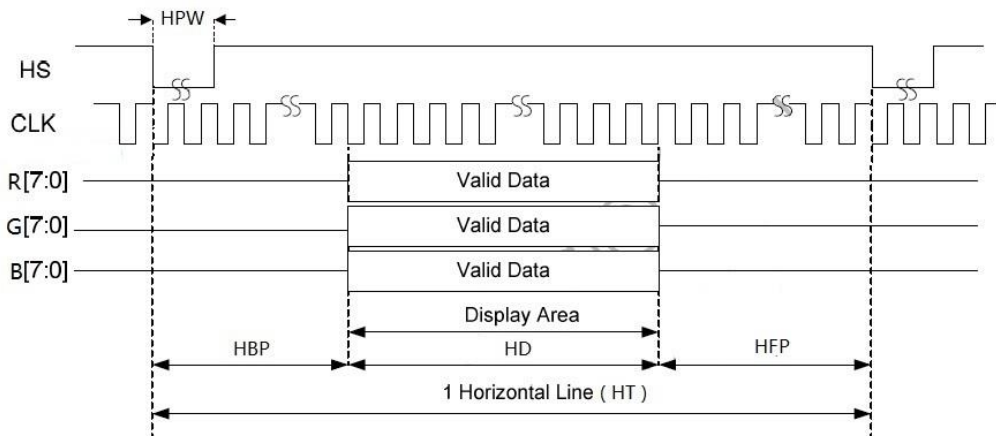 HPW
HS
CLK
R[7:0] Valid Data
G[7:0] Valid Data
B[7:0] Valid Data
Display Area
HBP HD HFP
1 Horizontal Line ( HT )